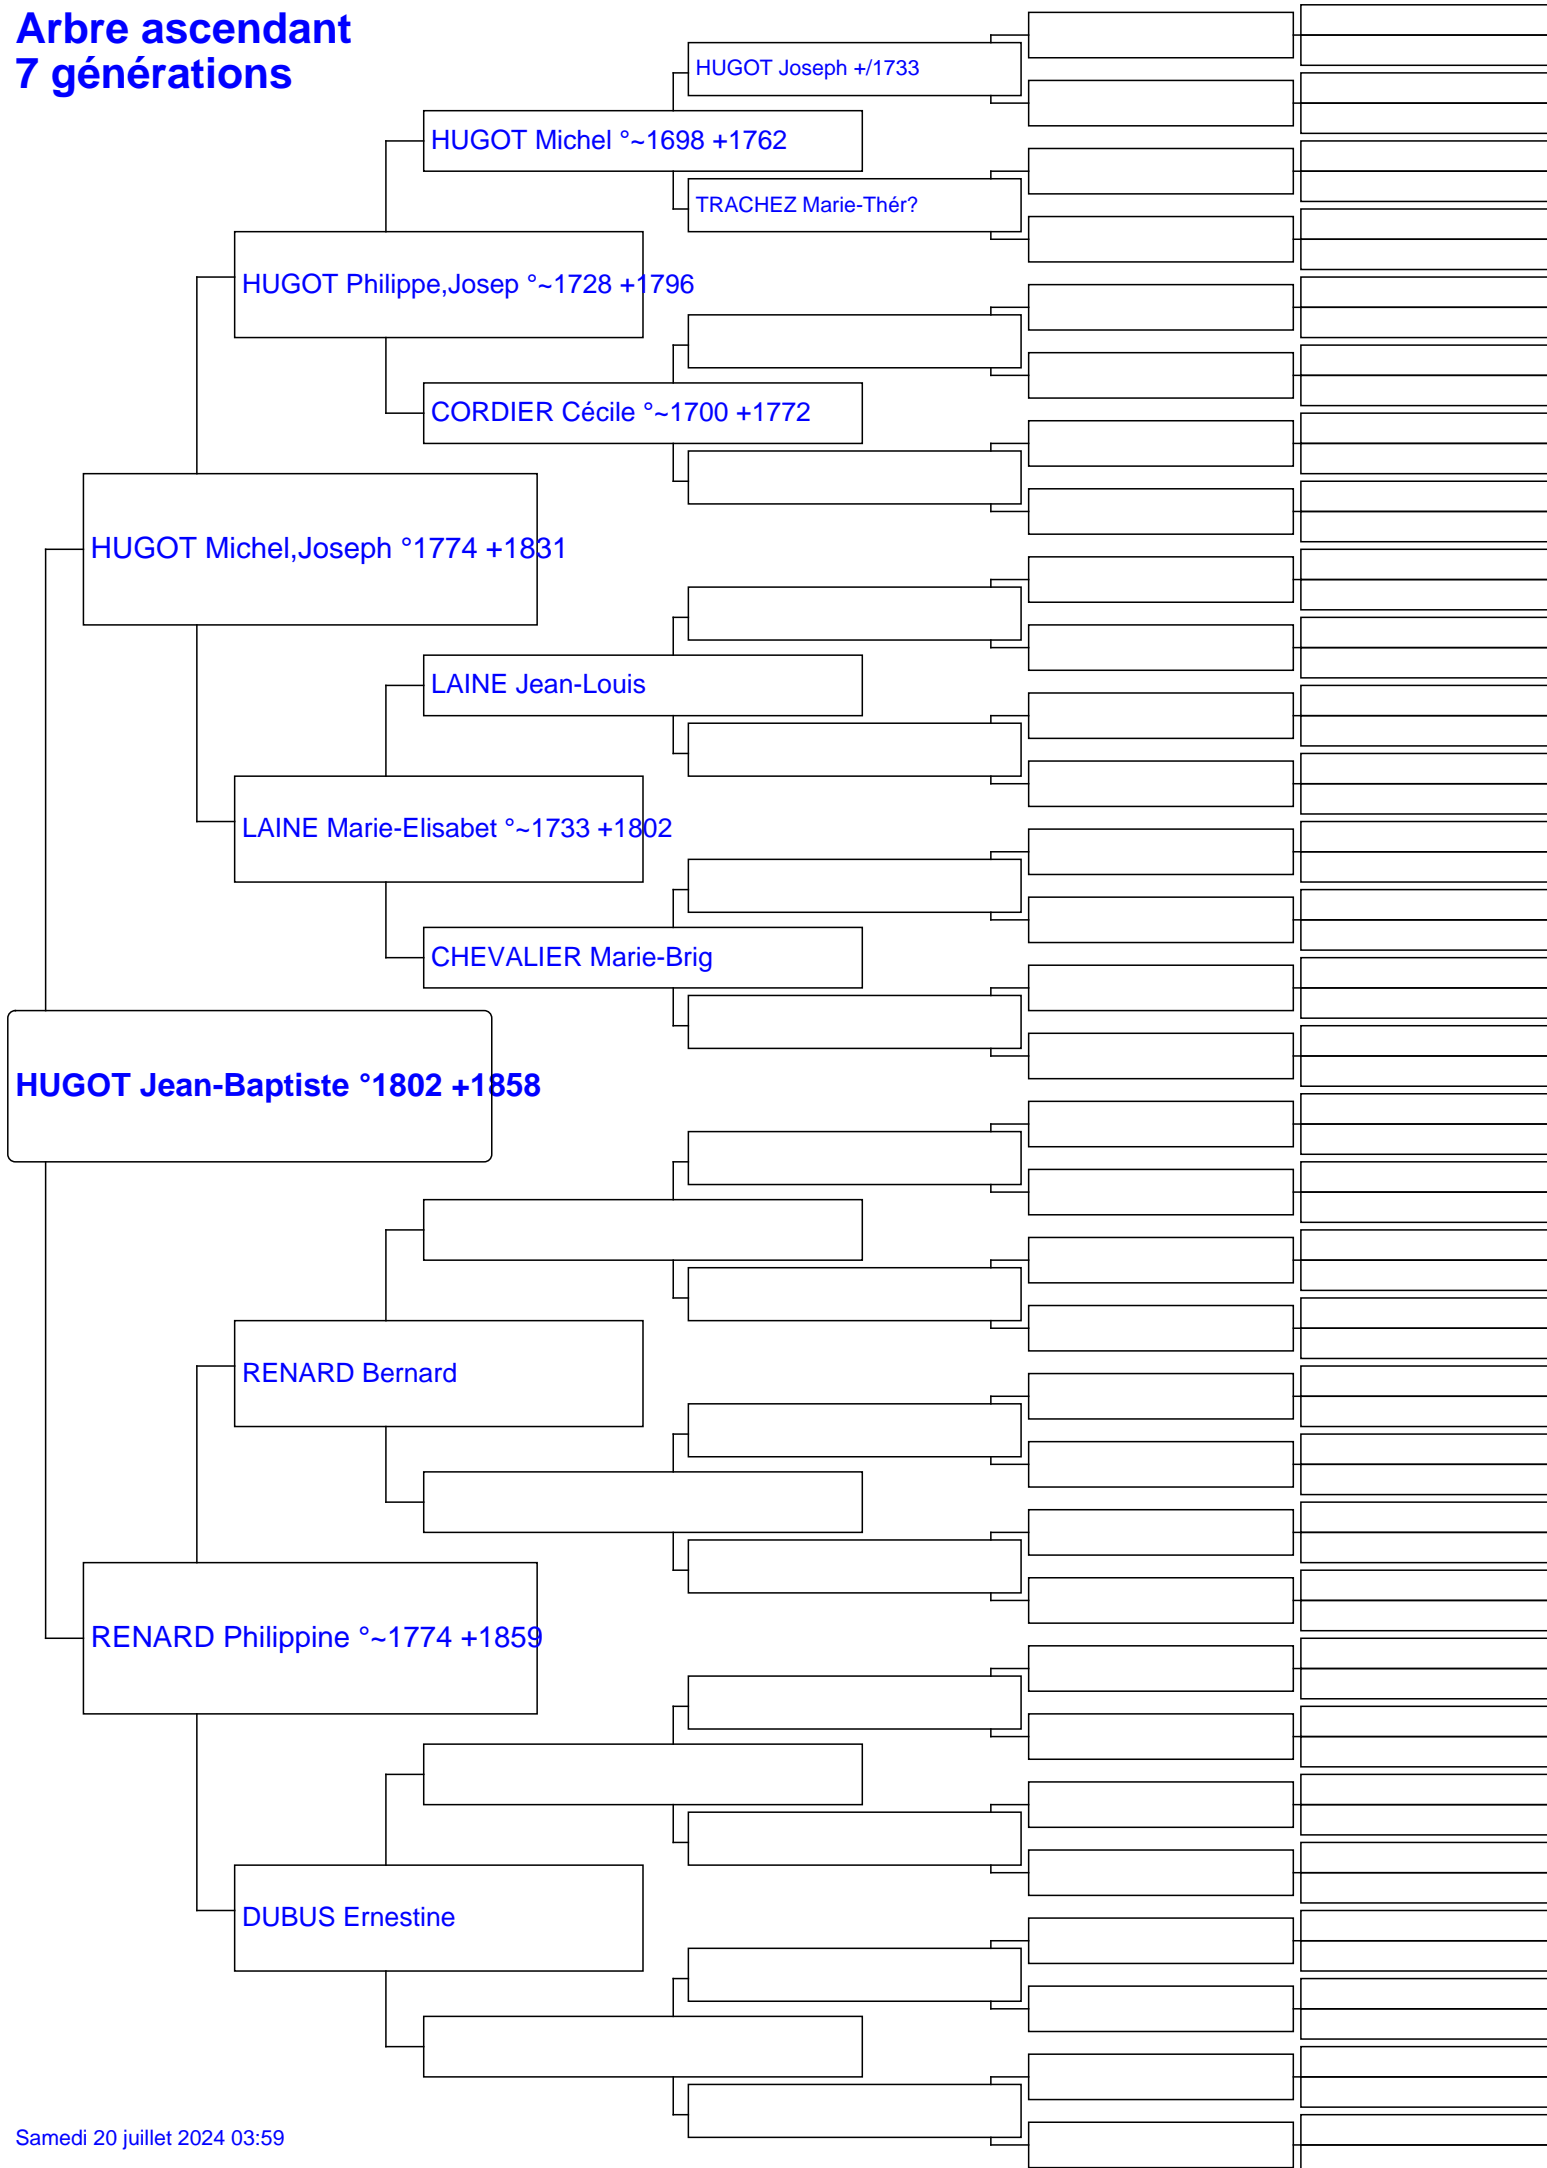 Arbre ascendant
7 générations
HUGOT Joseph +/1733
HUGOT Michel °~1698 +1762
TRACHEZ Marie-Thér?
HUGOT Philippe,Josep °~1728 +1796
CORDIER Cécile °~1700 +1772
HUGOT Michel,Joseph °1774 +1831
LAINE Jean-Louis
LAINE Marie-Elisabet °~1733 +1802
CHEVALIER Marie-Brig
HUGOT Jean-Baptiste °1802 +1858
RENARD Bernard
RENARD Philippine °~1774 +1859
DUBUS Ernestine
Samedi 20 juillet 2024 03:59